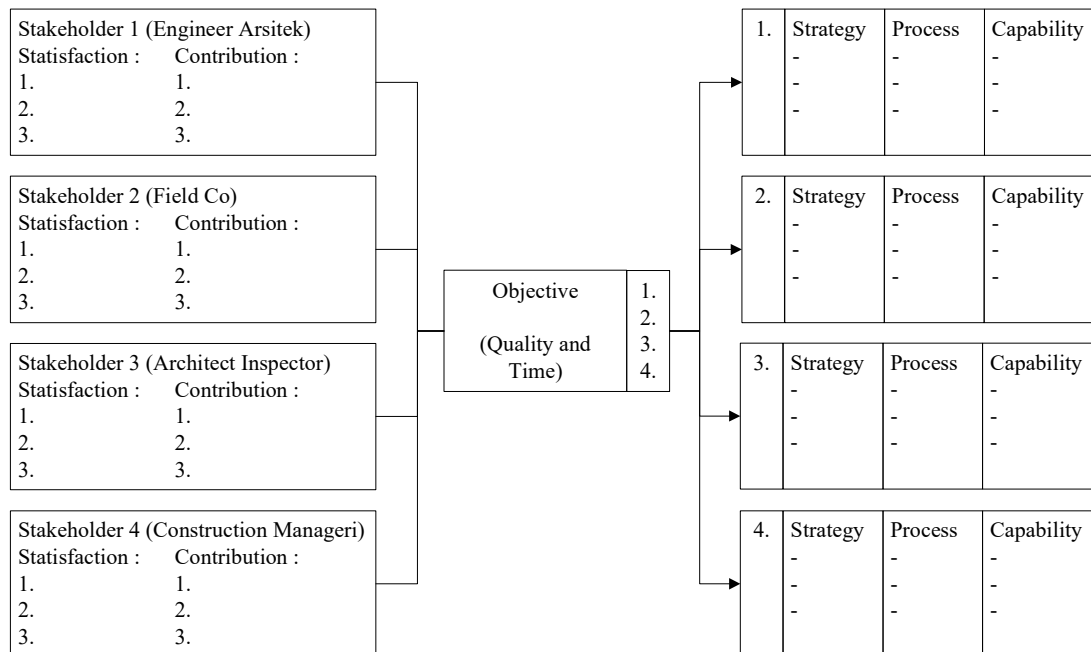 Stakeholder 1 (Engineer Arsitek)
Statisfaction : Contribution :
1. 1.
2. 2.
3. 3.
Stakeholder 2 (Field Co)
Statisfaction : Contribution :
1. 1.
2. 2.
3. 3.
Stakeholder 3 (Architect Inspector)
Statisfaction : Contribution :
1. 1.
2. 2.
3. 3.
Stakeholder 4 (Construction Manageri)
Statisfaction : Contribution :
1. 1.
2. 2.
3. 3.
Objective
(Quality and
Time)
1.
2.
3.
4.
1. Strategy Process Capability
- - -
- - -
- - -
2. Strategy Process Capability
- - -
- - -
- - -
3. Strategy Process Capability
- - -
- - -
- - -
4. Strategy Process Capability
- - -
- - -
- - -